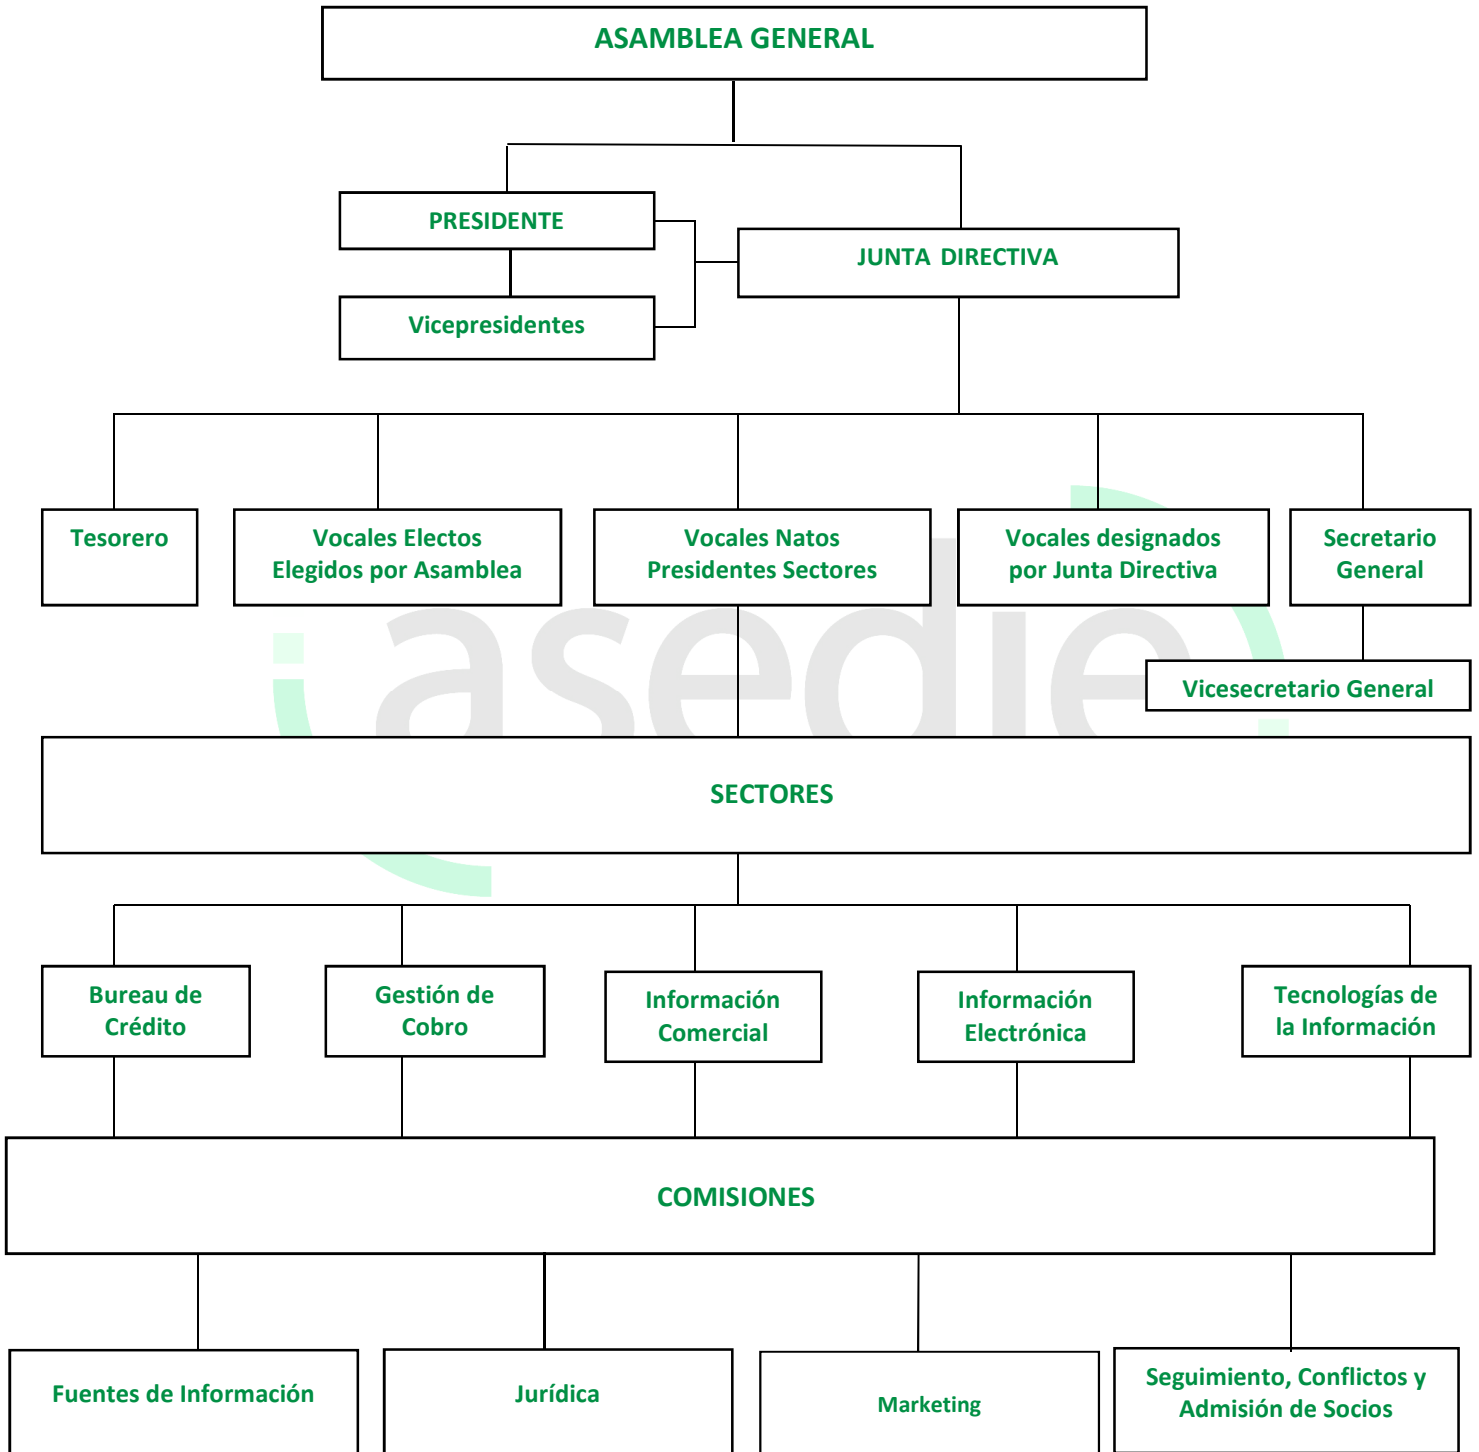 ASAMBLEA GENERAL
PRESIDENTE
JUNTA DIRECTIVA
Vicepresidentes
Tesorero
Vocales Electos
Elegidos por Asamblea
Vocales Natos
Presidentes Sectores
Vocales designados
por Junta Directiva
Secretario
General
asedie
Vicesecretario General
SECTORES
Bureau de
Crédito
Gestión de
Cobro
Información
Comercial
Información
Electrónica
Tecnologías de
la Información
COMISIONES
Fuentes de Información
Jurídica
Marketing
Seguimiento, Conflictos y
Admisión de Socios